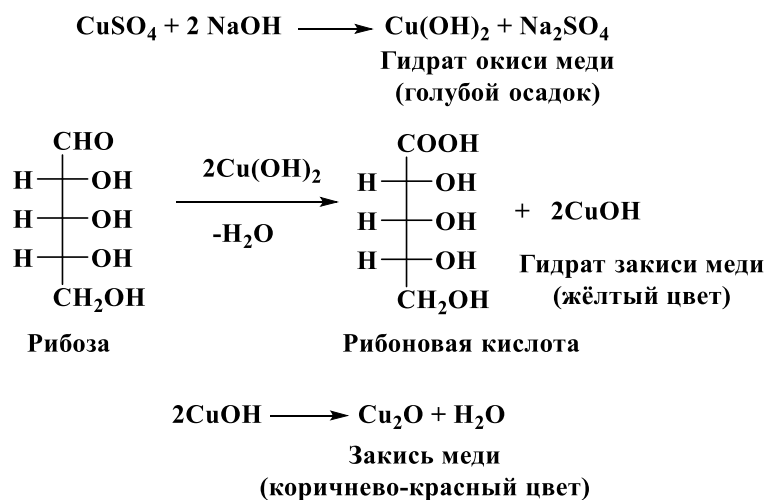 CuSO₄ + 2 NaOH ⟶ Cu(OH)₂ + Na₂SO₄
Гидрат окиси меди
(голубой осадок)
CHO
H OH
H OH
H OH
CH₂OH
Рибоза
2Cu(OH)₂
-H₂O
COOH
H OH
H OH
H OH
CH₂OH
Рибоновая кислота
+ 2CuOH
Гидрат закиси меди
(жёлтый цвет)
2CuOH ⟶ Cu₂O + H₂O
Закись меди
(коричнево-красный цвет)